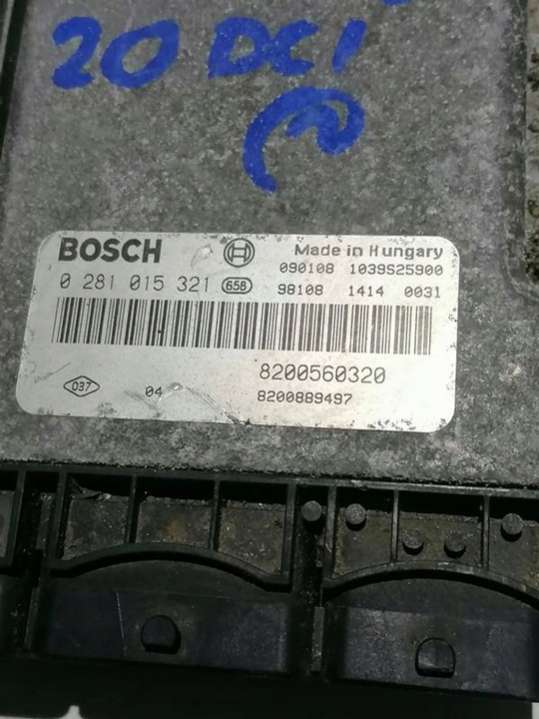 20 DCI
BOSCH
Made in Hungary
0 281 015 321 658
090108 1039S25900
98108 1414 0031
8200560320
D37
04
8200889497